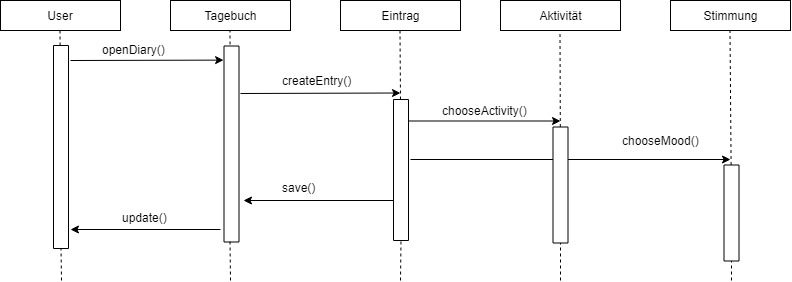 User
Tagebuch
Eintrag
Aktivität
Stimmung
openDiary()
createEntry()
chooseActivity()
chooseMood()
save()
update()